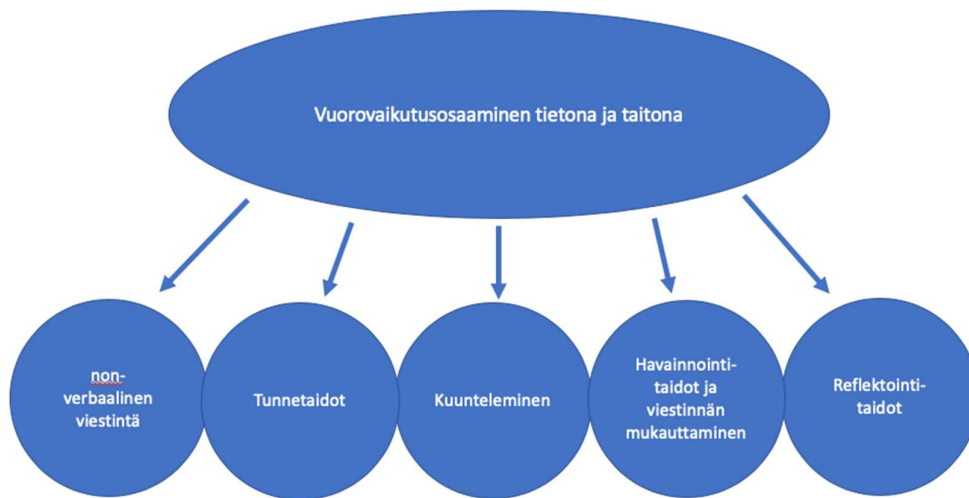 Vuorovaikutusosaaminen tietona ja taitona
non-
verbaalinen
viestintä
Tunnetaidot
Kuunteleminen
Havainnointi-
taidot ja
viestinnän
mukauttaminen
Reflektointi-
taidot